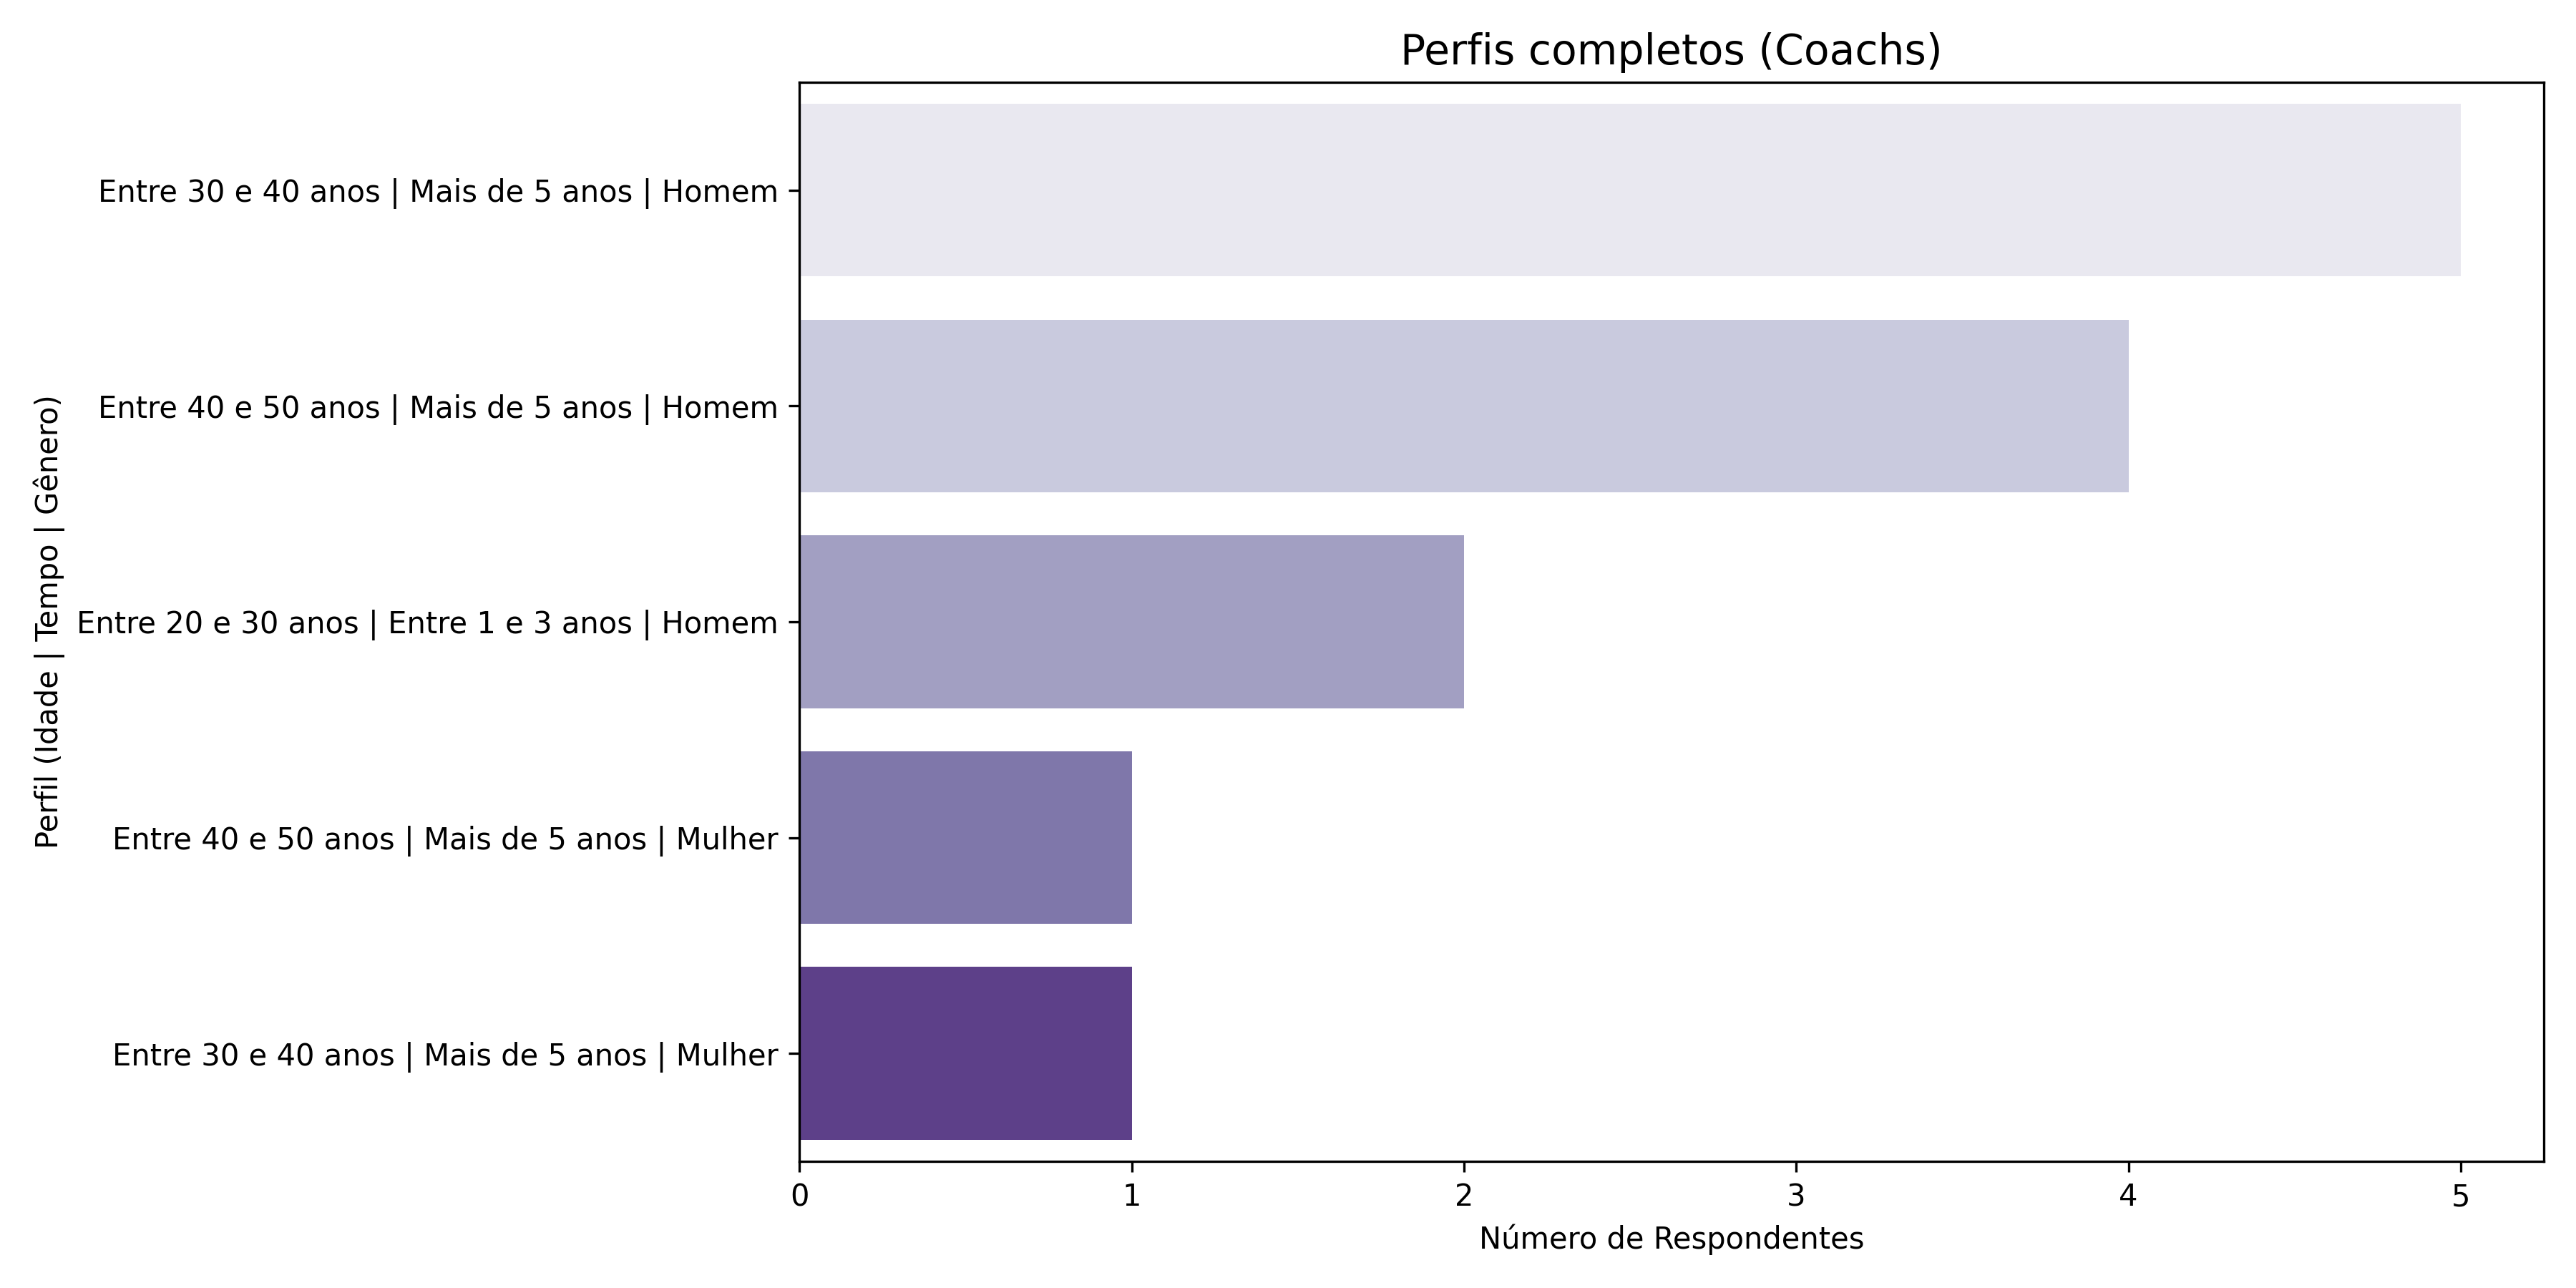 Perfis completos (Coachs)
Perfil (Idade | Tempo | Gênero)
Entre 30 e 40 anos | Mais de 5 anos | Homem
Entre 40 e 50 anos | Mais de 5 anos | Homem
Entre 20 e 30 anos | Entre 1 e 3 anos | Homem
Entre 40 e 50 anos | Mais de 5 anos | Mulher
Entre 30 e 40 anos | Mais de 5 anos | Mulher
0 1 2 3 4 5
Número de Respondentes